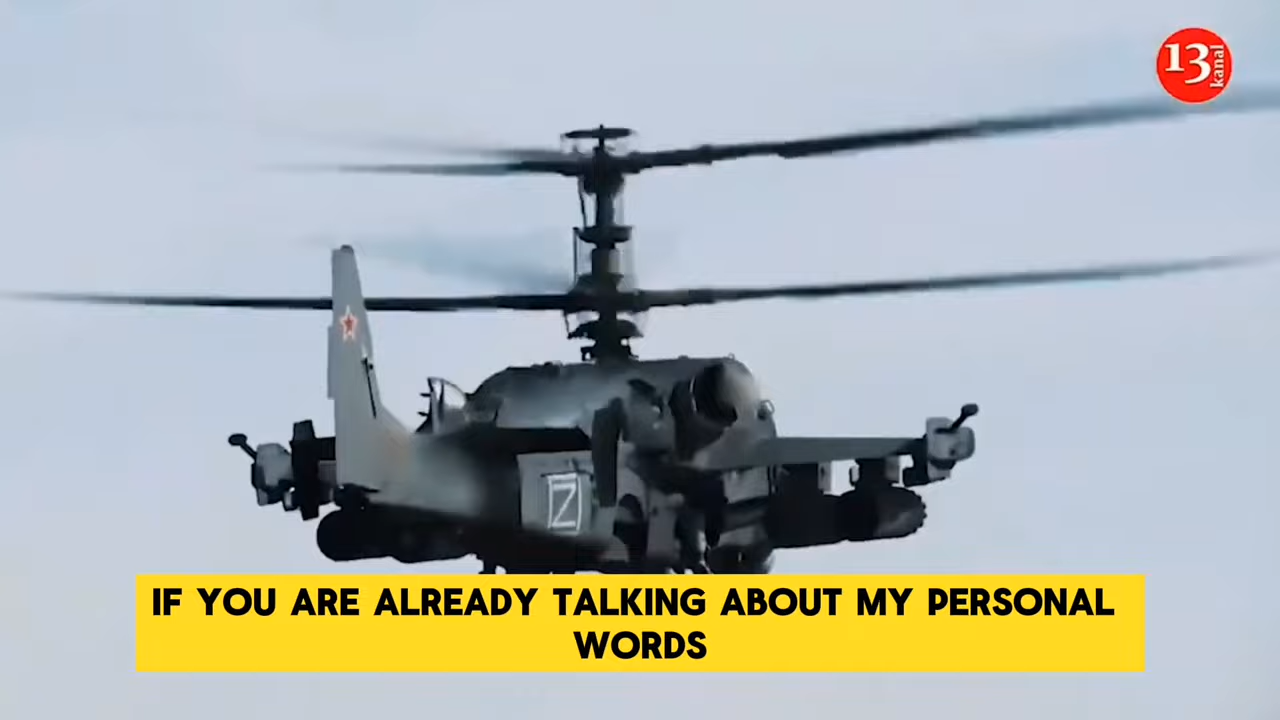 13
kanal
Z
IF YOU ARE ALREADY TALKING ABOUT MY PERSONAL
WORDS